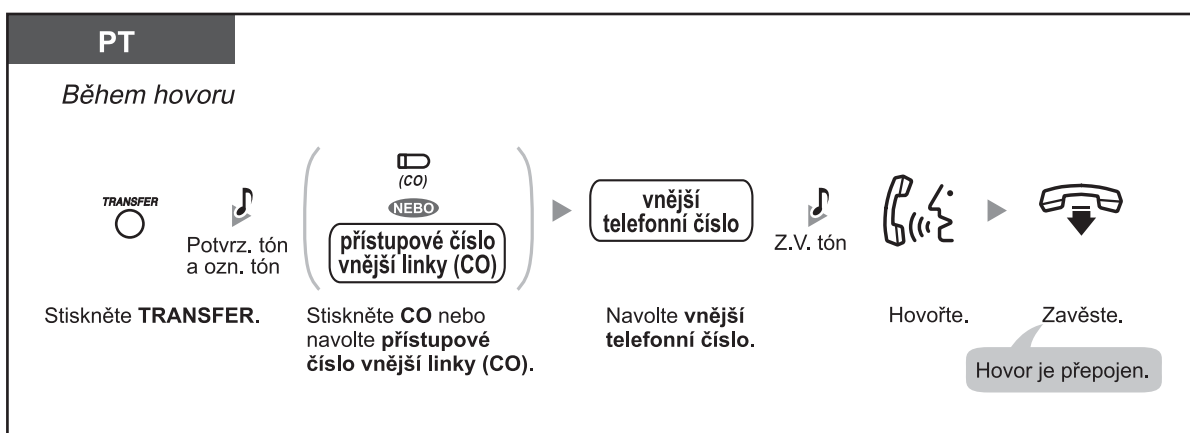 PT
Během hovoru
TRANSFER
Potvrz. tón
a ozn. tón
(CO)
NEBO
přístupové číslo
vnější linky (CO)
vnější
telefonní číslo
Z.V. tón
Stiskněte TRANSFER.
Stiskněte CO nebo
navolte přístupové
číslo vnější linky (CO).
Navolte vnější
telefonní číslo.
Hovořte.
Zavěste.
Hovor je přepojen.